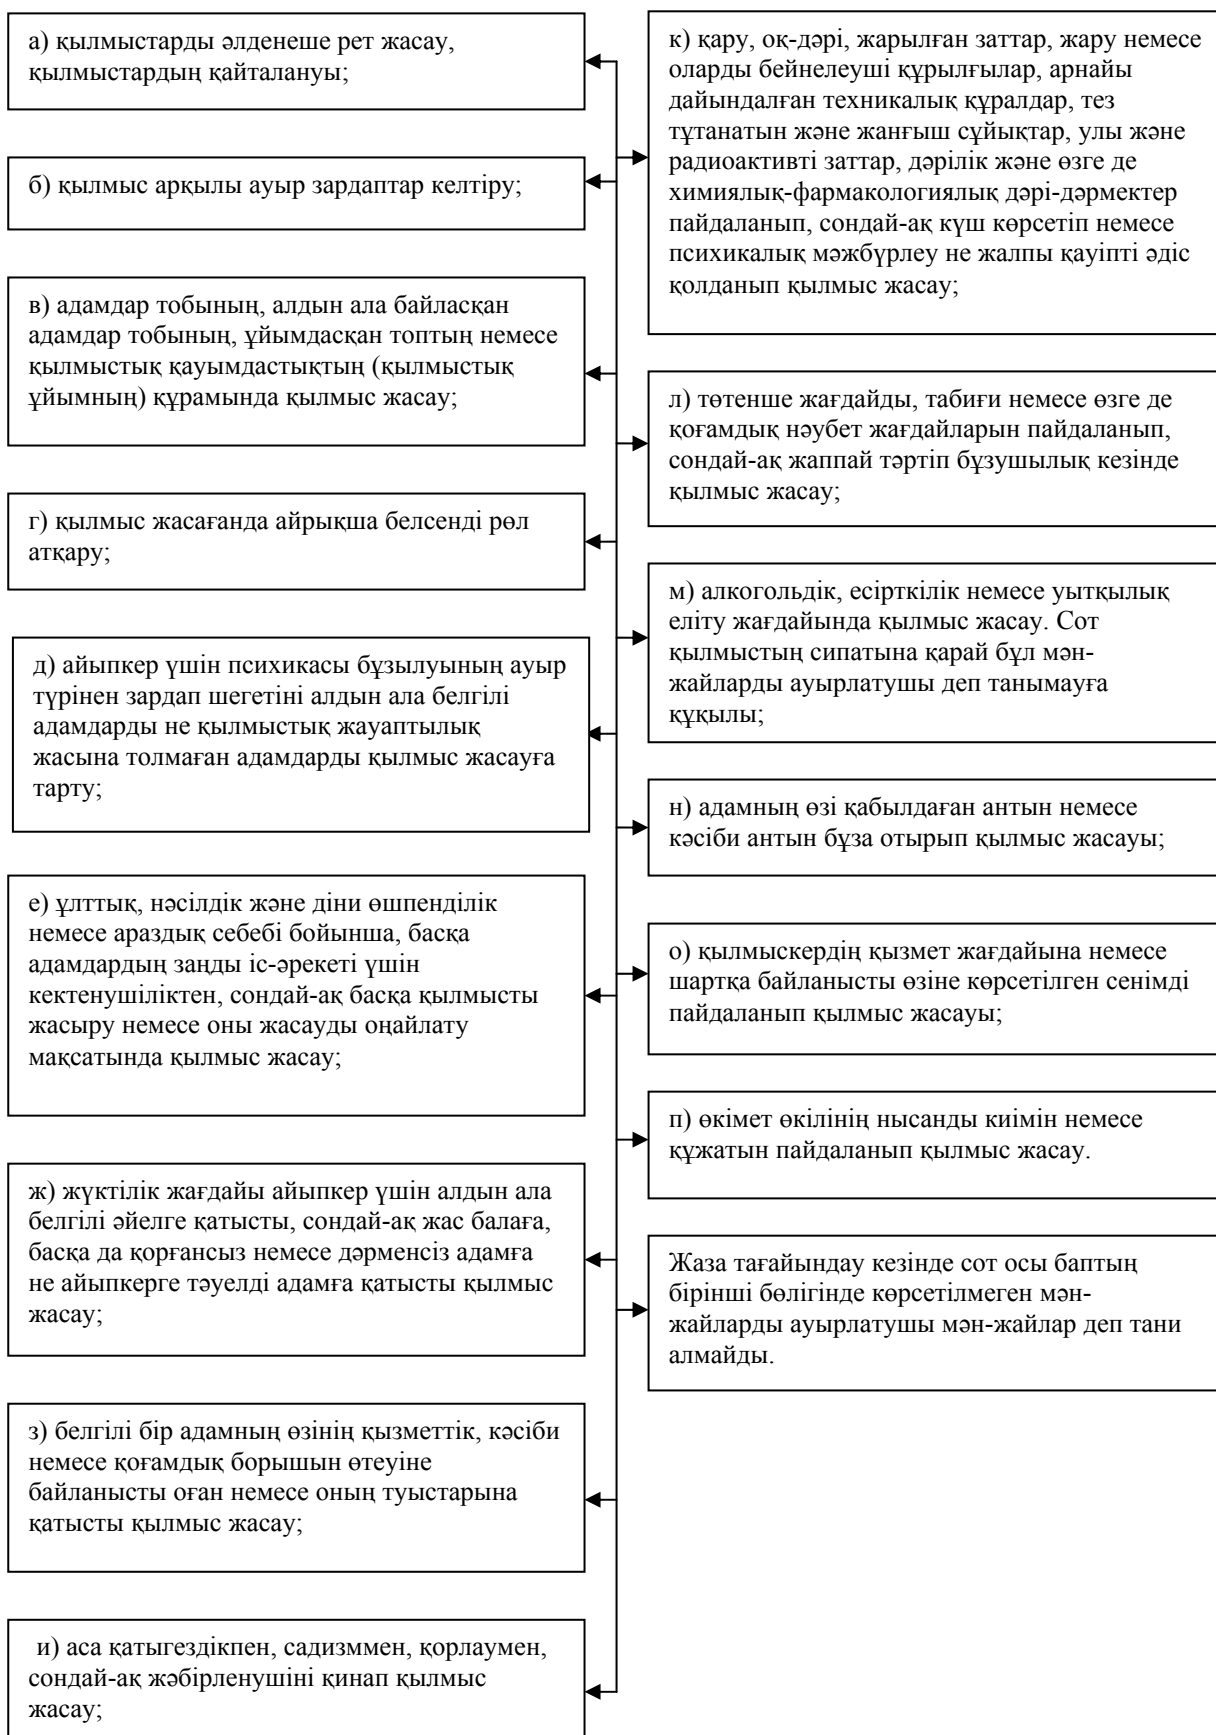 а) қылмыстарды әлденеше рет жасау,
қылмыстардың қайталануы;
б) қылмыс арқылы ауыр зардаптар келтіру;
в) адамдар тобының, алдын ала байласқан
адамдар тобының, ұйымдасқан топтың немесе
қылмыстық қауымдастықтың (қылмыстық
ұйымның) құрамында қылмыс жасау;
г) қылмыс жасағанда айрықша белсенді рөл
атқару;
д) айыпкер үшін психикасы бұзылуының ауыр
түрінен зардап шегетіні алдын ала белгілі
адамдарды не қылмыстық жауаптылық
жасына толмаған адамдарды қылмыс жасауға
тарту;
е) ұлттық, нәсілдік және діни өшпенділік
немесе араздық себебі бойынша, басқа
адамдардың заңды іс-әрекеті үшін
кектенушіліктен, сондай-ақ басқа қылмысты
жасыру немесе оны жасауды оңайлату
мақсатында қылмыс жасау;
ж) жүктілік жағдайы айыпкер үшін алдын ала
белгілі әйелге қатысты, сондай-ақ жас балаға,
басқа да қорғансыз немесе дәрменсіз адамға
не айыпкерге тәуелді адамға қатысты қылмыс
жасау;
з) белгілі бір адамның өзінің қызметтік, кәсіби
немесе қоғамдық борышын өтеуіне
байланысты оған немесе оның туыстарына
қатысты қылмыс жасау;
и) аса қатыгездікпен, садизммен, қорлаумен,
сондай-ақ жәбірленушіні қинап қылмыс
жасау;
к) қару, оқ-дәрі, жарылған заттар, жару немесе
оларды бейнелеуші құрылғылар, арнайы
дайындалған техникалық құралдар, тез
тұтанатын және жанғыш сұйықтар, улы және
радиоактивті заттар, дәрілік және өзге де
химиялық-фармакологиялық дәрі-дәрмектер
пайдаланып, сондай-ақ күш көрсетіп немесе
психикалық мәжбүрлеу не жалпы қауіпті әдіс
қолданып қылмыс жасау;
л) төтенше жағдайды, табиғи немесе өзге де
қоғамдық нәубет жағдайларын пайдаланып,
сондай-ақ жаппай тәртіп бұзушылық кезінде
қылмыс жасау;
м) алкогольдік, есірткілік немесе уытқылық
еліту жағдайында қылмыс жасау. Сот
қылмыстың сипатына қарай бұл мән-
жайларды ауырлатушы деп танымауға
құқылы;
н) адамның өзі қабылдаған антын немесе
кәсіби антын бұза отырып қылмыс жасауы;
о) қылмыскердің қызмет жағдайына немесе
шартқа байланысты өзіне көрсетілген сенімді
пайдаланып қылмыс жасауы;
п) өкімет өкілінің нысанды киімін немесе
құжатын пайдаланып қылмыс жасау.
Жаза тағайындау кезінде сот осы баптың
бірінші бөлігінде көрсетілмеген мән-
жайларды ауырлатушы мән-жайлар деп тани
алмайды.